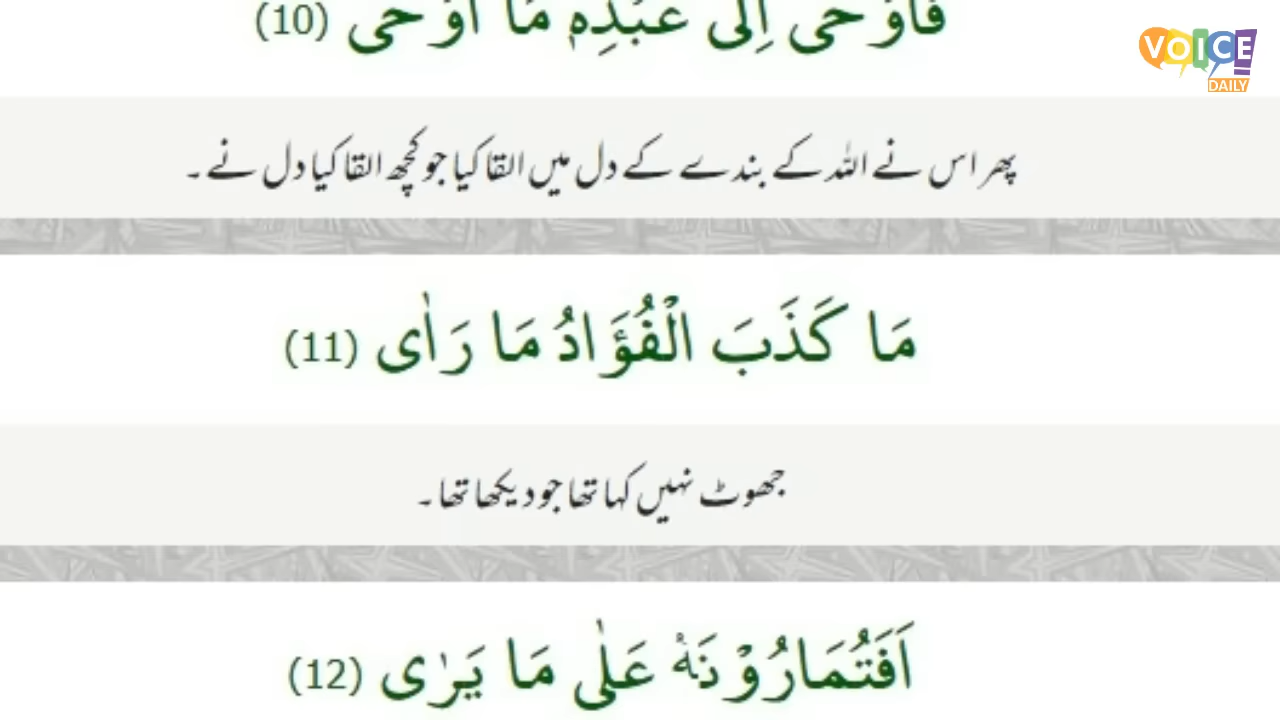 فَاَوۡحٰۤى اِلٰى عَبۡدِهٖ مَاۤ اَوۡحٰى (10)
VOICE
DAILY
پھر اس نے اللہ کے بندے کے دل میں القا کیا جو کچھ القا کیا دل نے۔
مَا كَذَبَ الۡفُؤَادُ مَا رَاٰى (11)
جھوٹ نہیں کہا تھا جو دیکھا تھا۔
اَفَتُمَارُوۡنَهٗ عَلٰى مَا يَرٰى (12)